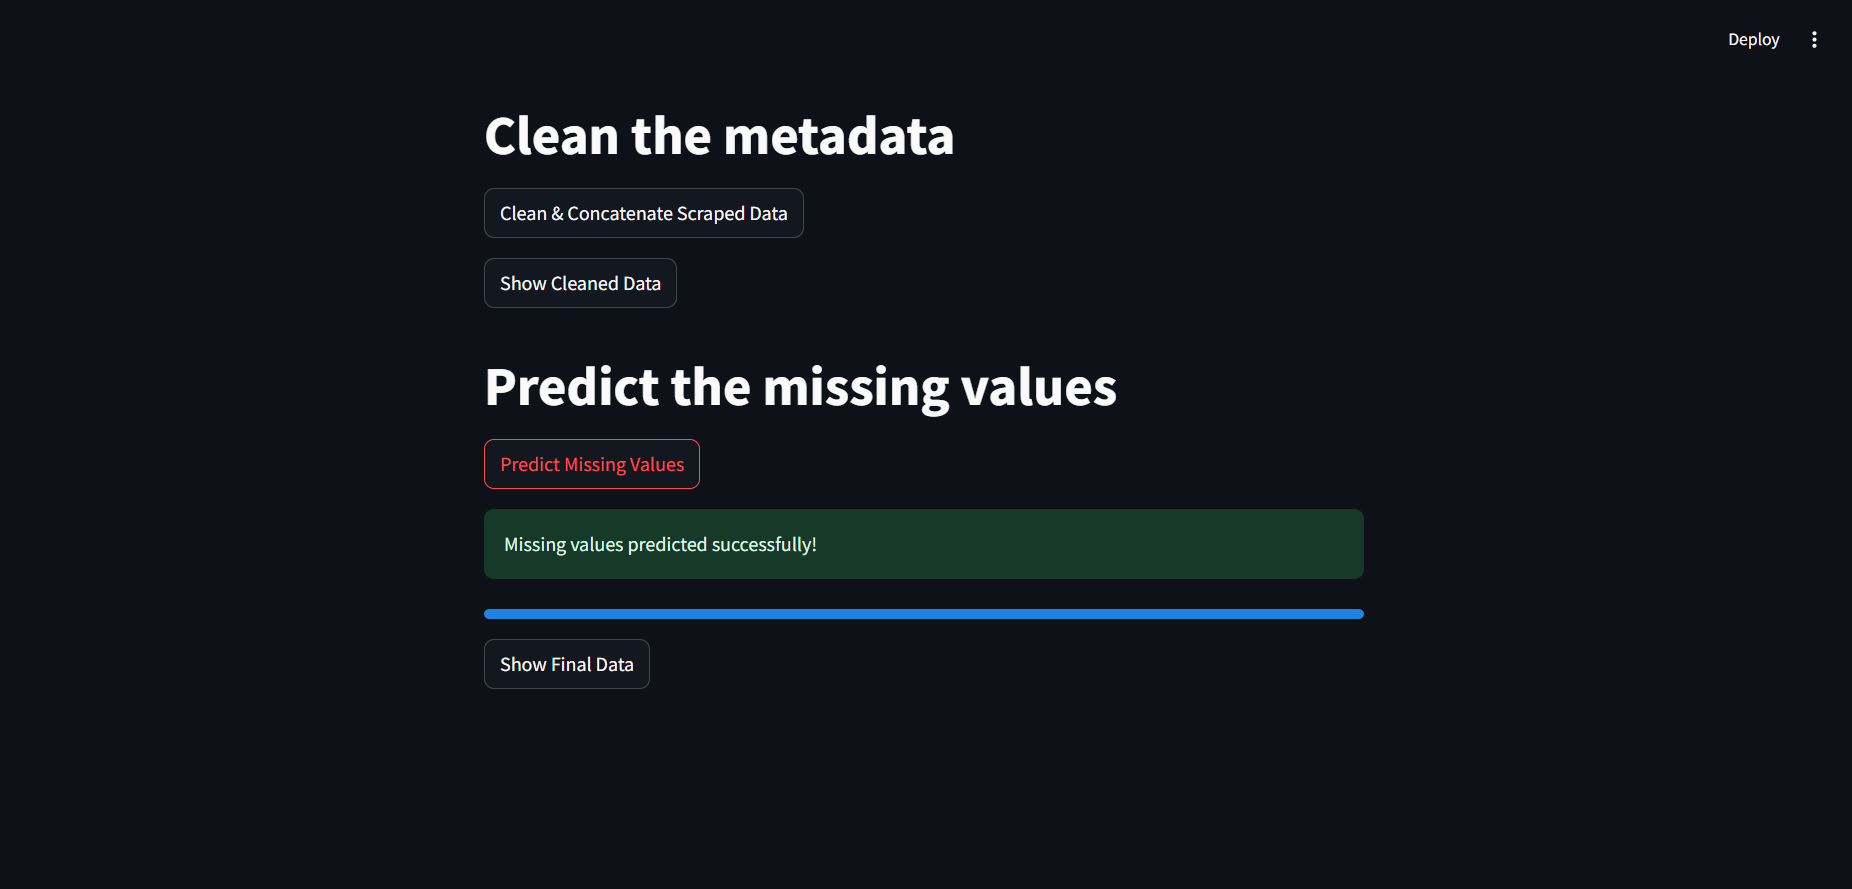 Deploy
Clean the metadata
Clean & Concatenate Scraped Data
Show Cleaned Data
Predict the missing values
Predict Missing Values
Missing values predicted successfully!
Show Final Data